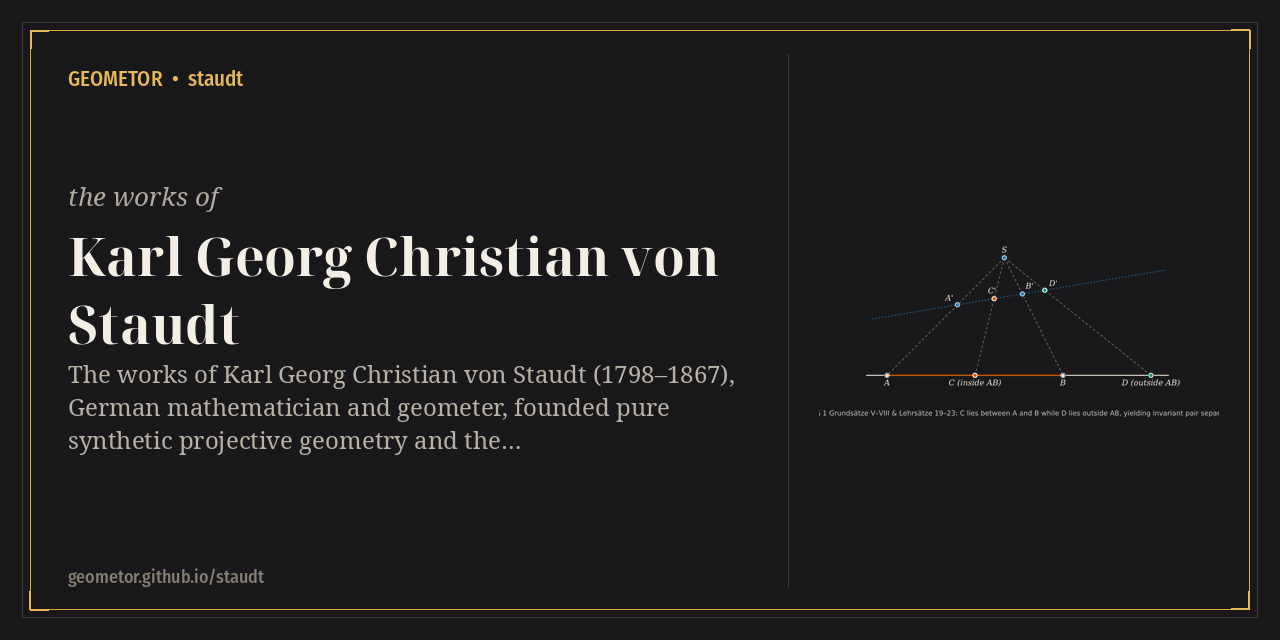 GEOMETOR • staudt
the works of
Karl Georg Christian von
Staudt
The works of Karl Georg Christian von Staudt (1798–1867),
German mathematician and geometer, founded pure
synthetic projective geometry and the...
geometor.github.io/staudt
S
A' C' B' D'
A C (inside AB) B D (outside AB)
1 Grundsätze V–VIII & Lehrsätze 19–23: C lies between A and B while D lies outside AB, yielding invariant pair separ